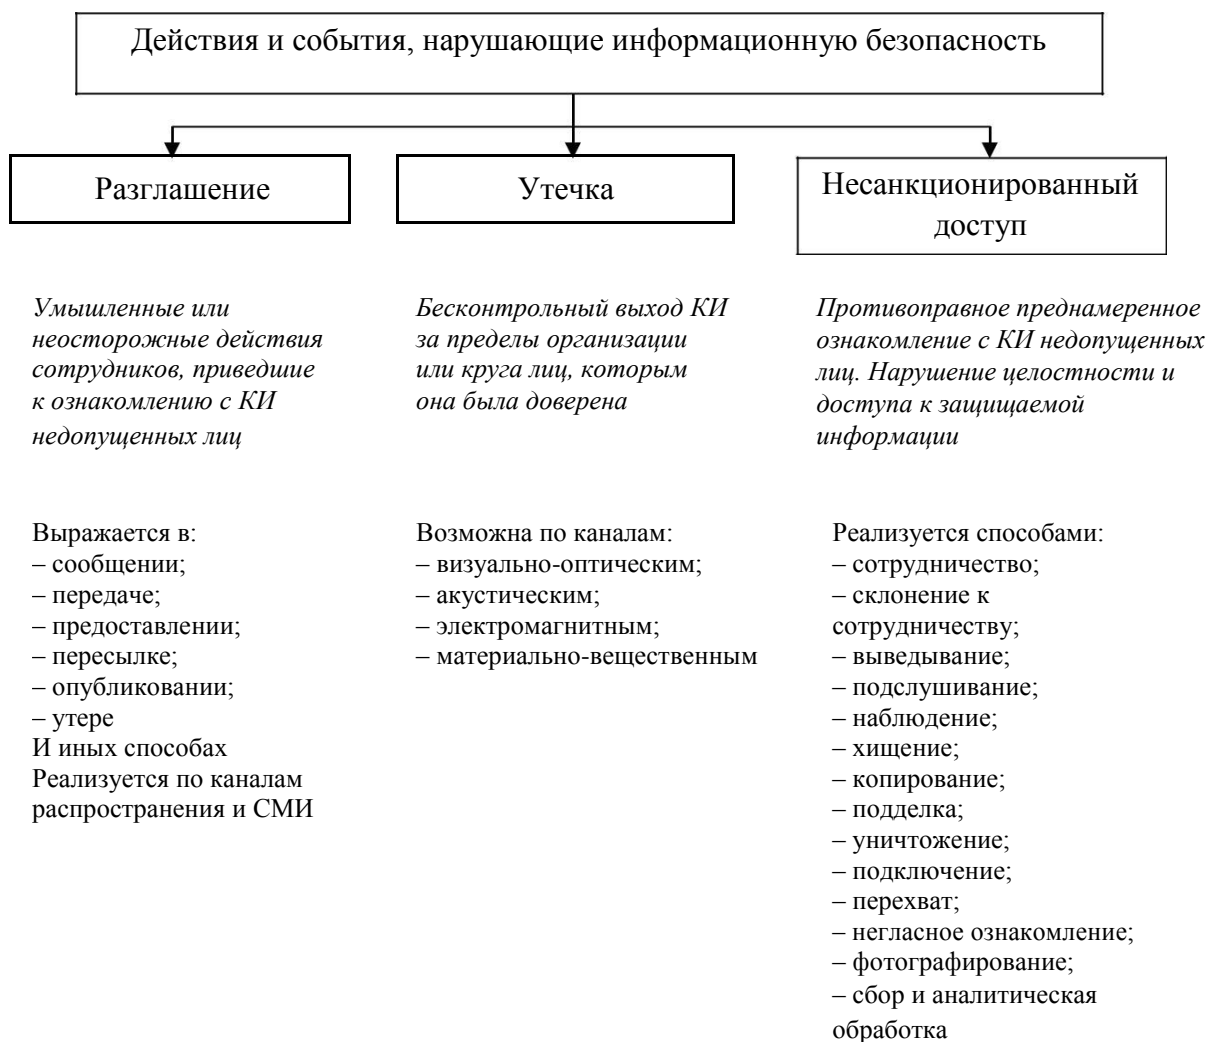 Действия и события, нарушающие информационную безопасность
Разглашение
Утечка
Несанкционированный
доступ
Умышленные или
неосторожные действия
сотрудников, приведшие
к ознакомлению с КИ
недопущенных лиц
Бесконтрольный выход КИ
за пределы организации
или круга лиц, которым
она была доверена
Противоправное преднамеренное
ознакомление с КИ недопущенных
лиц. Нарушение целостности и
доступа к защищаемой
информации
Выражается в:
– сообщении;
– передаче;
– предоставлении;
– пересылке;
– опубликовании;
– утере
И иных способах
Реализуется по каналам
распространения и СМИ
Возможна по каналам:
– визуально-оптическим;
– акустическим;
– электромагнитным;
– материально-вещественным
Реализуется способами:
– сотрудничество;
– склонение к
сотрудничеству;
– выведывание;
– подслушивание;
– наблюдение;
– хищение;
– копирование;
– подделка;
– уничтожение;
– подключение;
– перехват;
– негласное ознакомление;
– фотографирование;
– сбор и аналитическая
обработка